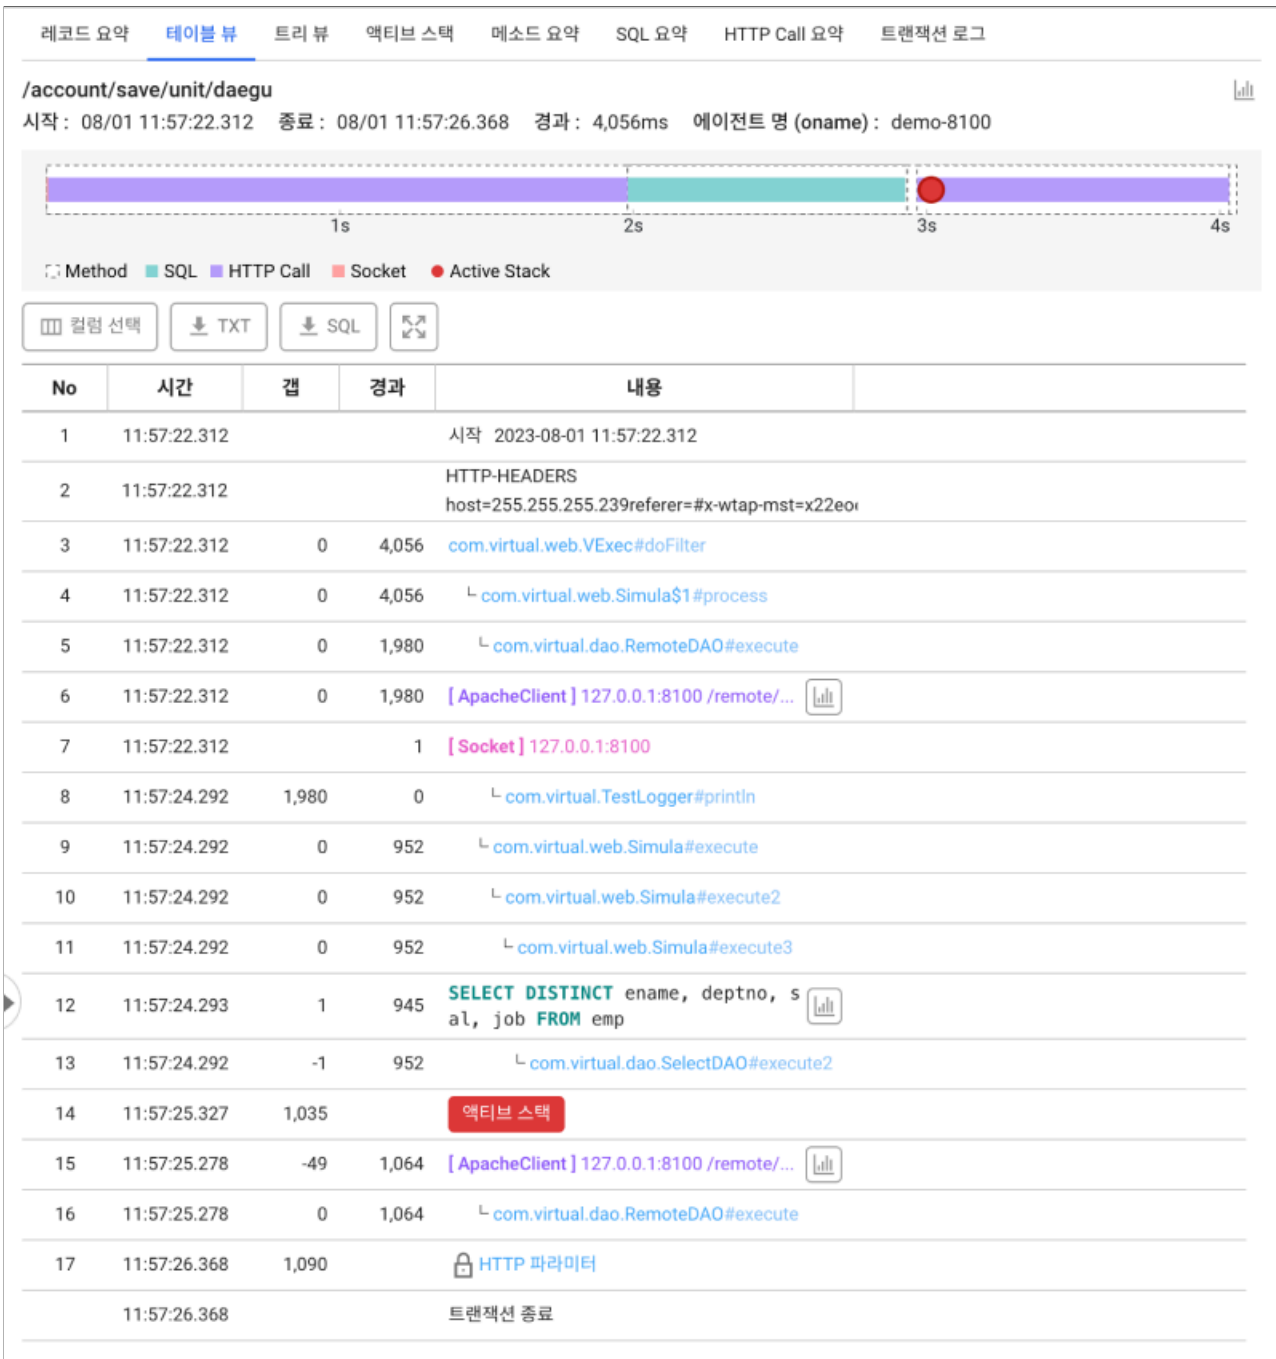 레코드 요약 테이블 뷰 트리 뷰 액티브 스택 메소드 요약 SQL 요약 HTTP Call 요약 트랜잭션 로그
/account/save/unit/daegu
시작 : 08/01 11:57:22.312 종료 : 08/01 11:57:26.368 경과 : 4,056ms 에이전트 명 (oname) : demo-8100
1s 2s 3s 4s
Method SQL HTTP Call Socket Active Stack
컬럼 선택 TXT SQL
No 시간 갭 경과 내용
1 11:57:22.312 시작 2023-08-01 11:57:22.312
HTTP-HEADERS
2 11:57:22.312 host=255.255.255.239referer=#x-wtap-mst=x22eo
3 11:57:22.312 0 4,056 com.virtual.web.VExec#doFilter
4 11:57:22.312 0 4,056 com.virtual.web.Simula$1#process
5 11:57:22.312 0 1,980 com.virtual.dao.RemoteDAO#execute
6 11:57:22.312 0 1,980 [ ApacheClient ] 127.0.0.1:8100 /remote/...
7 11:57:22.312 1 [ Socket ] 127.0.0.1:8100
8 11:57:24.292 1,980 0 com.virtual.TestLogger#println
9 11:57:24.292 0 952 com.virtual.web.Simula#execute
10 11:57:24.292 0 952 com.virtual.web.Simula#execute2
11 11:57:24.292 0 952 com.virtual.web.Simula#execute3
12 11:57:24.293 1 945 SELECT DISTINCT ename, deptno, s
al, job FROM emp
13 11:57:24.292 -1 952 com.virtual.dao.SelectDAO#execute2
14 11:57:25.327 1,035 액티브 스택
15 11:57:25.278 -49 1,064 [ ApacheClient ] 127.0.0.1:8100 /remote/...
16 11:57:25.278 0 1,064 com.virtual.dao.RemoteDAO#execute
17 11:57:26.368 1,090 HTTP 파라미터
11:57:26.368 트랜잭션 종료